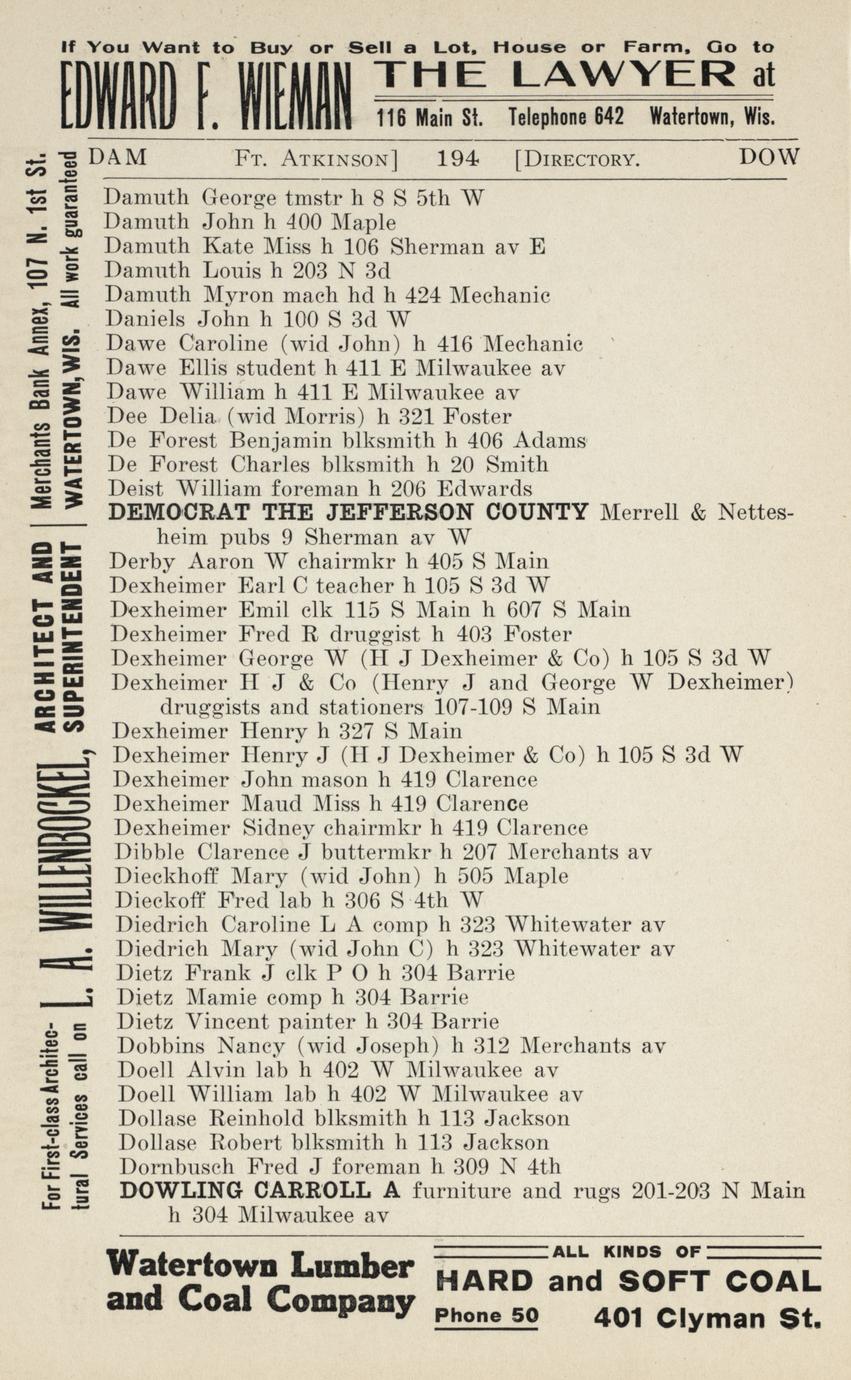 If You Want to Buy or Sell a Lot, House or Farm, Go to
EDWARD F. WIEMAN THE LAWYER at
116 Main St. Telephone 642 Watertown, Wis.
DAM FT. ATKINSON] 194 [DIRECTORY. DOW
Damuth George tmstr h 8 S 5th W
Damuth John h 400 Maple
Damuth Kate Miss h 106 Sherman av E
Damuth Louis h 203 N 3d
Damuth Myron mach hd h 424 Mechanic
Daniels John h 100 S 3d W
Dawe Caroline (wid John) h 416 Mechanic
Dawe Ellis student h 411 E Milwaukee av
Dawe William h 411 E Milwaukee av
Dee Delia (wid Morris) h 321 Foster
De Forest Benjamin blksmith h 406 Adams
De Forest Charles blksmith h 20 Smith
Deist William foreman h 206 Edwards
DEMOCRAT THE JEFFERSON COUNTY Merrell & Nettes-
heim pubs 9 Sherman av W
Derby Aaron W chairmkr h 405 S Main
Dexheimer Earl C teacher h 105 S 3d W
Dexheimer Emil clk 115 S Main h 607 S Main
Dexheimer Fred R druggist h 403 Foster
Dexheimer George W (H J Dexheimer & Co) h 105 S 3d W
Dexheimer H J & Co (Henry J and George W Dexheimer)
druggists and stationers 107-109 S Main
Dexheimer Henry h 327 S Main
Dexheimer Henry J (H J Dexheimer & Co) h 105 S 3d W
Dexheimer John mason h 419 Clarence
Dexheimer Maud Miss h 419 Clarence
Dexheimer Sidney chairmkr h 419 Clarence
Dibble Clarence J buttermkr h 207 Merchants av
Dieckhoff Mary (wid John) h 505 Maple
Dieckoff Fred lab h 306 S 4th W
Diedrich Caroline L A comp h 323 Whitewater av
Diedrich Mary (wid John C) h 323 Whitewater av
Dietz Frank J clk P O h 304 Barrie
Dietz Mamie comp h 304 Barrie
Dietz Vincent painter h 304 Barrie
Dobbins Nancy (wid Joseph) h 312 Merchants av
Doell Alvin lab h 402 W Milwaukee av
Doell William lab h 402 W Milwaukee av
Dollase Reinhold blksmith h 113 Jackson
Dollase Robert blksmith h 113 Jackson
Dornbusch Fred J foreman h 309 N 4th
DOWLING CARROLL A furniture and rugs 201-203 N Main
h 304 Milwaukee av
For First-class Architec-
tural Services call on
L. A. WILLENBOCKEL,
ARCHITECT AND
SUPERINTENDENT
Merchants Bank Annex, 107 N. 1st St.
WATERTOWN, WIS. All work guaranteed
Watertown Lumber
and Coal Company
ALL KINDS OF
HARD and SOFT COAL
Phone 50 401 Clyman St.